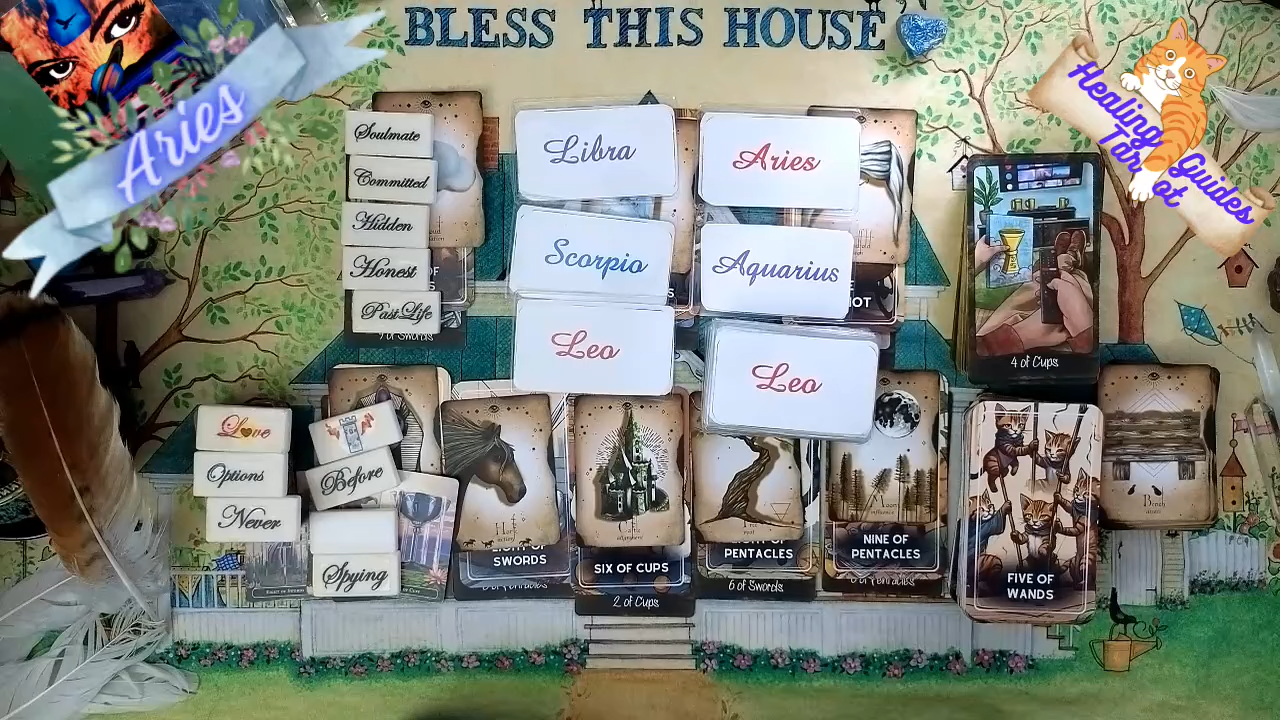 BLESS THIS HOUSE
Aries
Healing Guides
Tarot
Soulmate
Committed
Hidden
Honest
Past Life
Libra
Aries
Scorpio
Aquarius
Leo
Leo
4 of Cups
Love
Options
Never
Before
Spying
SWORDS
SIX OF CUPS
2 of Cups
PENTACLES
6 of Swords
NINE OF
PENTACLES
FIVE OF
WANDS
Bench